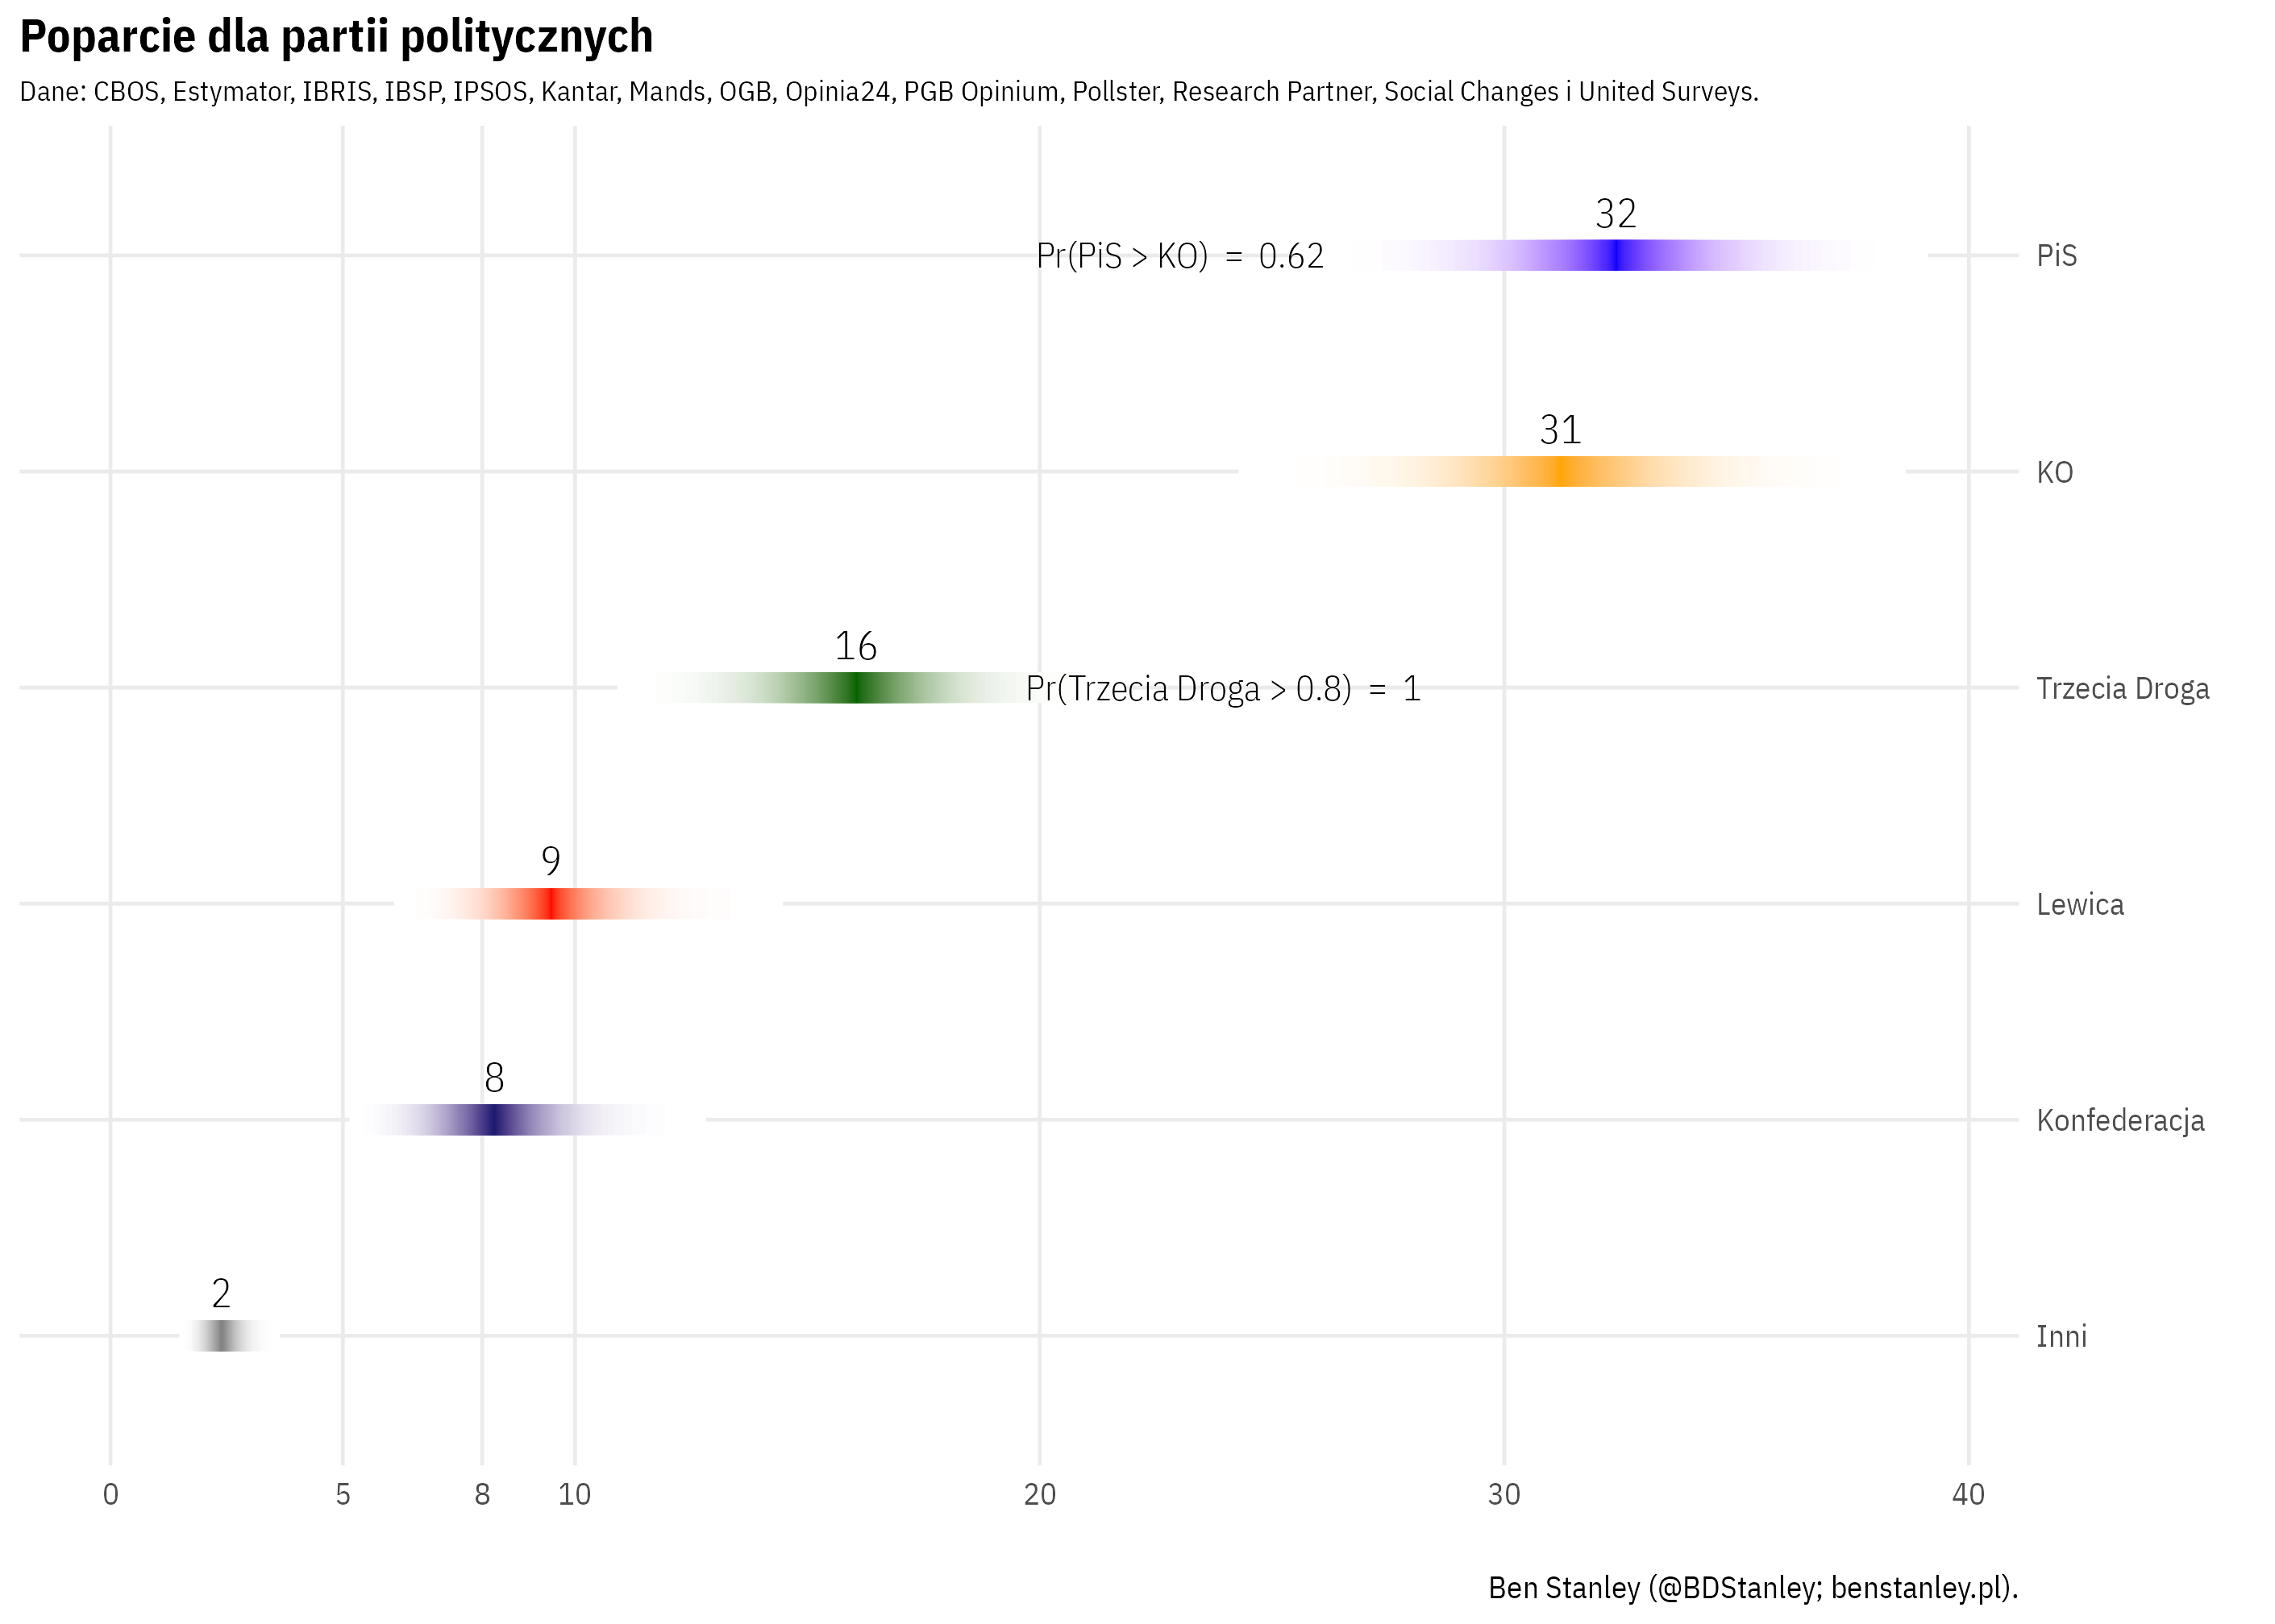 Poparcie dla partii politycznych
Dane: CBOS, Estymator, IBRIS, IBSP, IPSOS, Kantar, Mands, OGB, Opinia24, PGB Opinium, Pollster, Research Partner, Social Changes i United Surveys.
32
Pr(PiS > KO) = 0.62
PiS
31
KO
16
Pr(Trzecia Droga > 0.8) = 1
Trzecia Droga
9
Lewica
8
Konfederacja
2
Inni
0 5 8 10 20 30 40
Ben Stanley (@BDStanley; benstanley.pl).